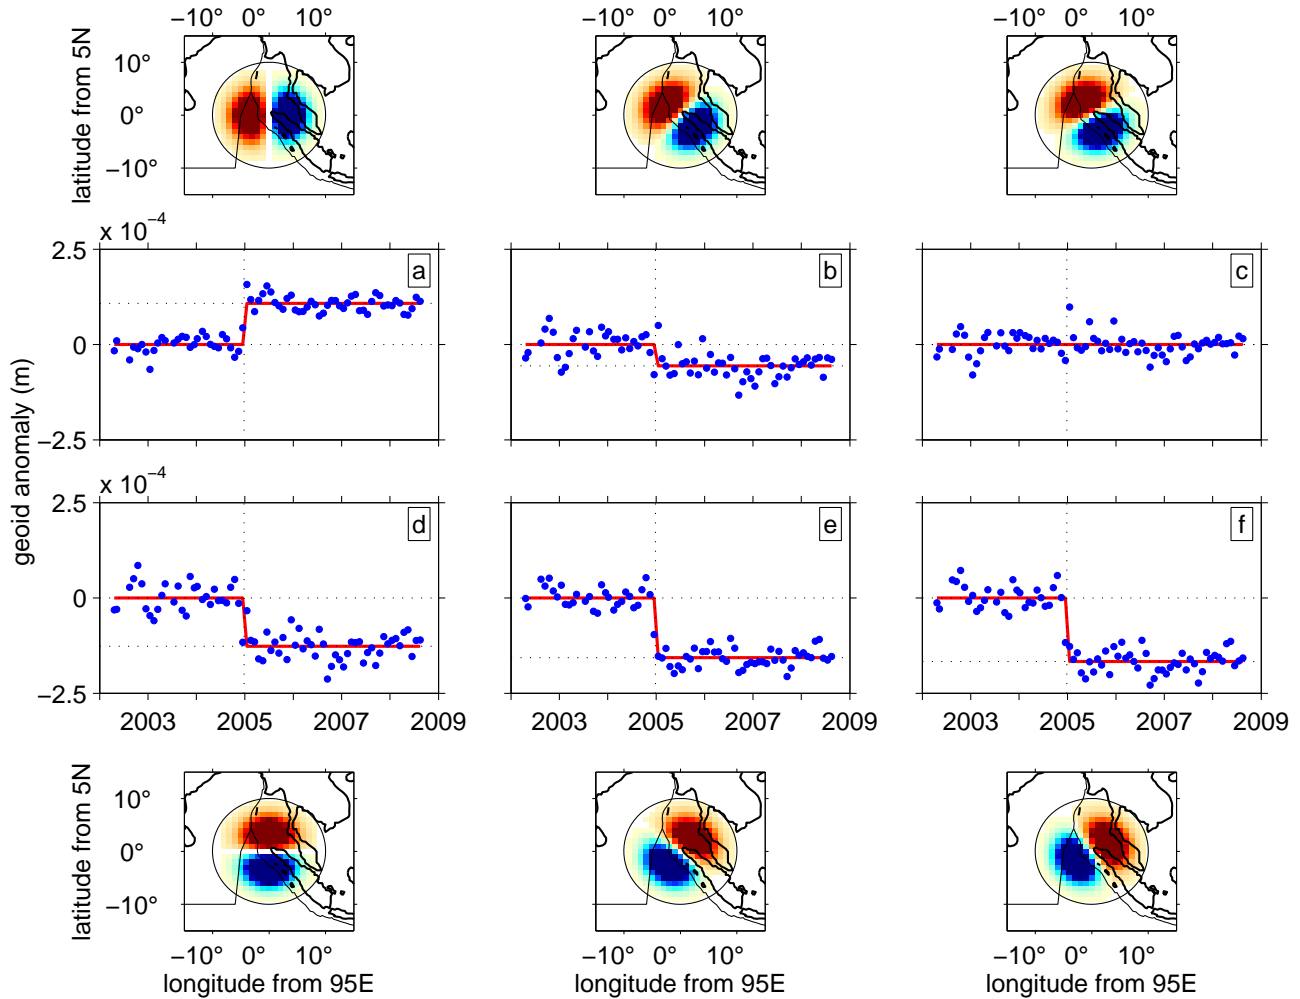 −10° 0° 10° −10° 0° 10° −10° 0° 10°
latitude from 5N
10°
0°
−10°
x 10−4
2.5
0
−2.5
a b c
geoid anomaly (m)
x 10−4
2.5
0
−2.5
d e f
2003 2005 2007 2009 2003 2005 2007 2009 2003 2005 2007 2009
latitude from 5N
10°
0°
−10°
−10° 0° 10° −10° 0° 10° −10° 0° 10°
longitude from 95E longitude from 95E longitude from 95E